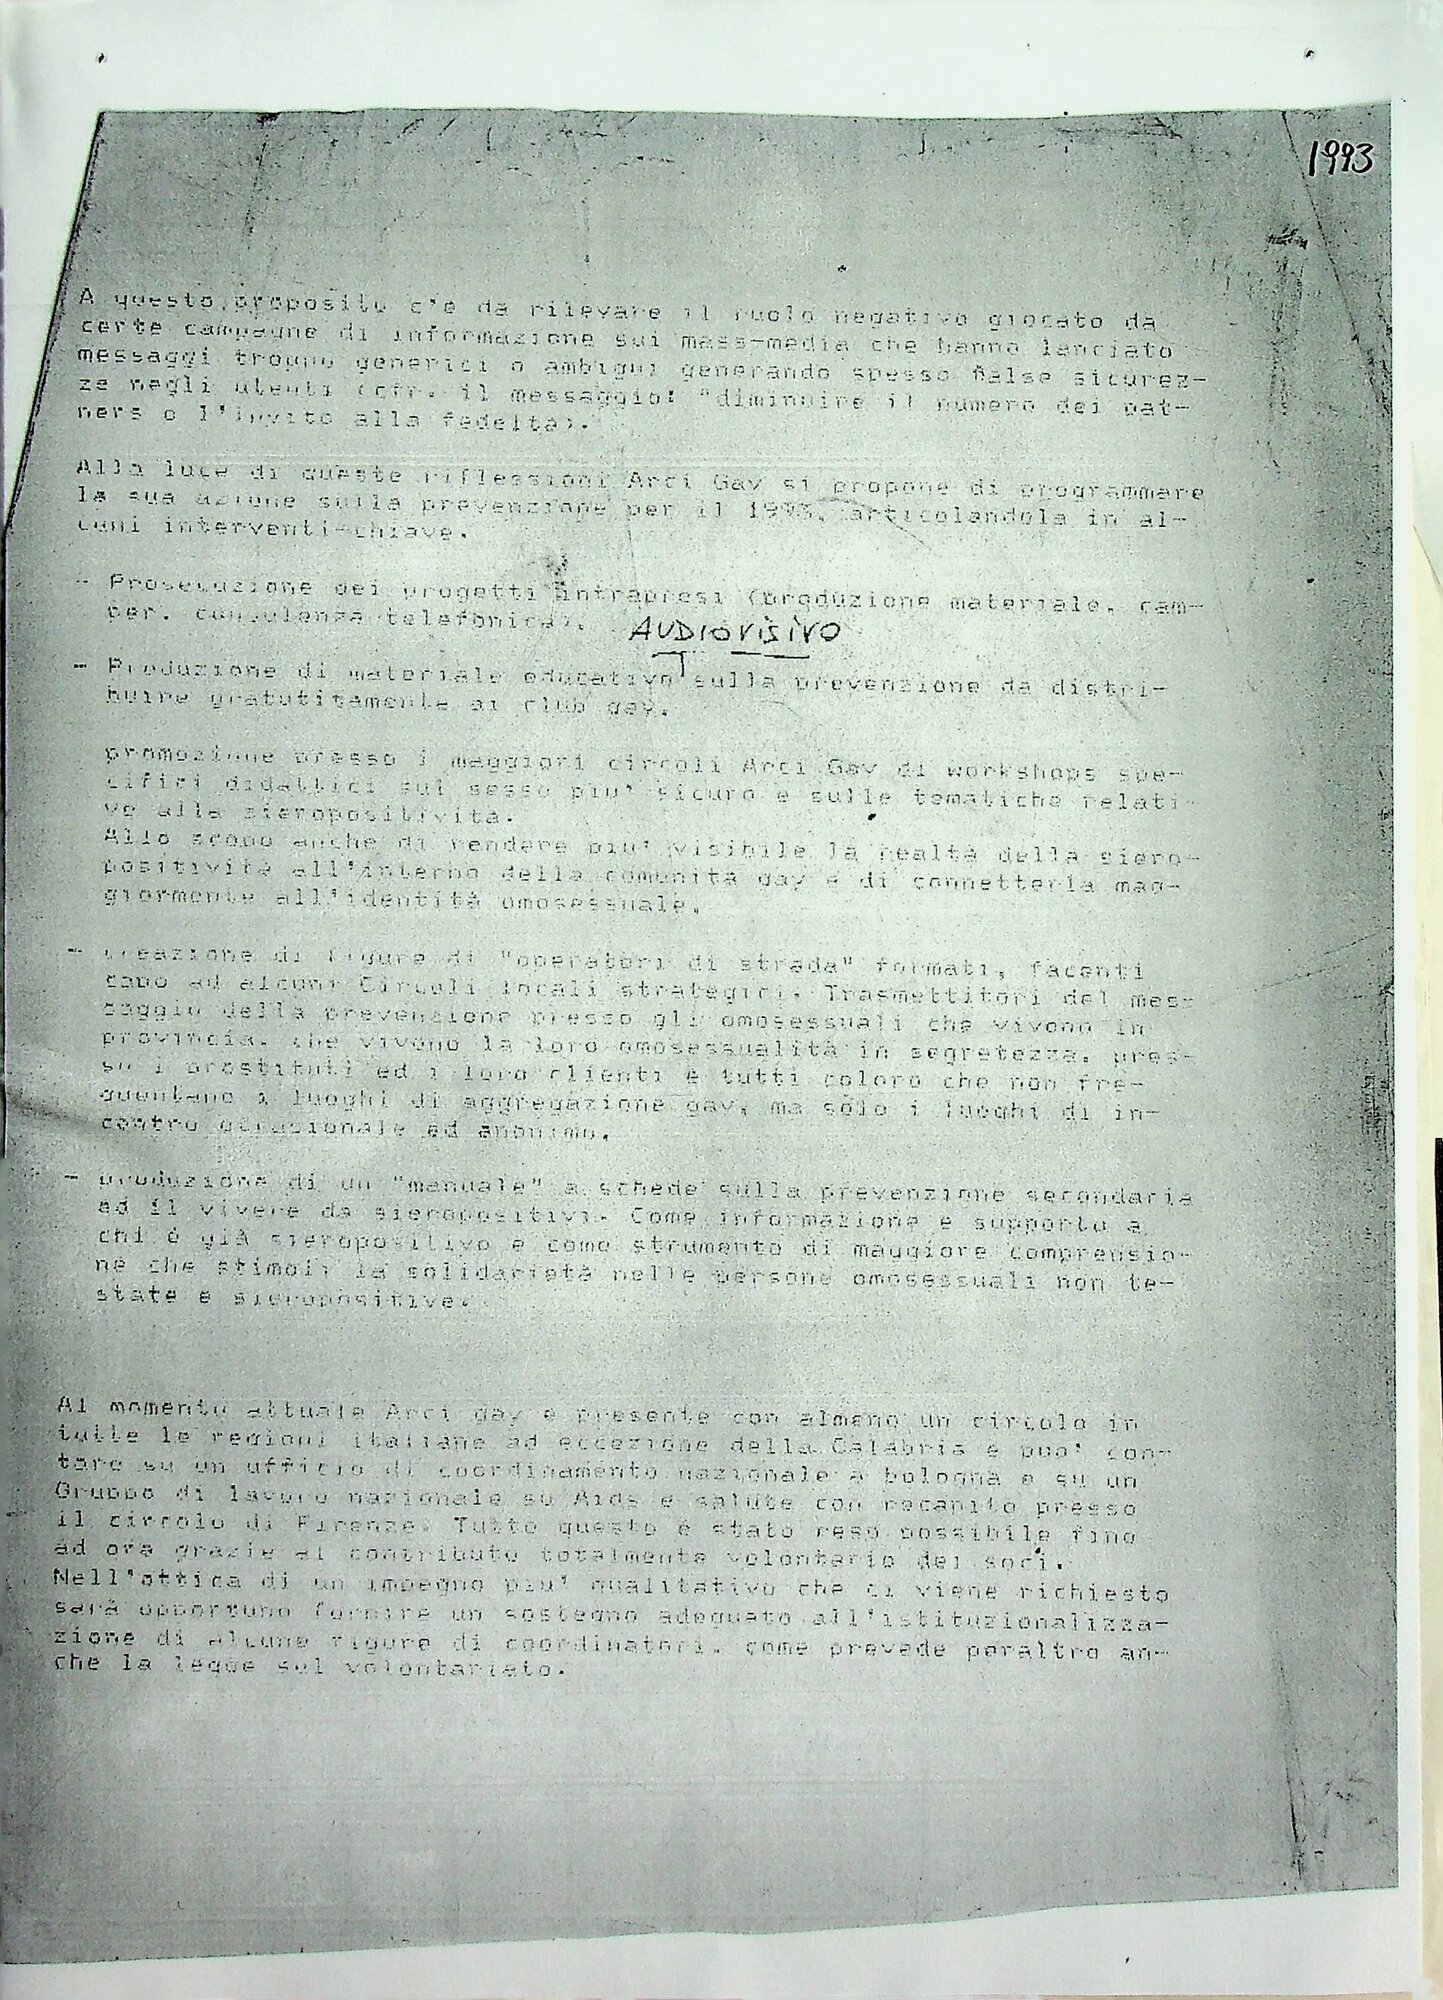 1993
A questo proposito c'è da rilevare il ruolo negativo giocato da
certe campagne di informazione sui mass-media che hanno lanciato
messaggi troppo generici o ambigui generando spesso false sicurez-
ze negli utenti (cfr. il messaggio: "diminuire il numero dei pat-
ners o l'invito alla fedeltà).
Alla luce di queste riflessioni Arci Gay si propone di programmare
la sua azione sulla prevenzione per il 1993, articolandola in al-
cuni interventi-chiave.
- Prosecuzione dei progetti intrapresi (produzione materiale, cam-
per, consulenza telefonica).
AUDIOVISIVO
- Produzione di materiale educativo sulla prevenzione da distri-
buire gratutitamente ai club gay.
promozione presso i maggiori circoli Arci Gay di workshops spe-
cifici didattici sul sesso piu' sicuro e sulle tematiche relati-
ve alla sieropositività.
Allo scopo anche di rendere piu' visibile la realtà della siero-
positività all'interno della comunità gay e di connetterla mag-
giormente all'identità omosessuale.
- creazione di figure di "operatori di strada" formati, facenti
capo ad alcuni Circoli locali strategici. Trasmettitori del mes-
saggio della prevenzione presso gli omosessuali che vivono in
provincia, che vivono la loro omosessualità in segretezza, pres-
so i prostituti ed i loro clienti e tutti coloro che non fre-
quentano i luoghi di aggregazione gay, ma solo i luoghi di in-
contro occasionale ed anonimo.
- produzione di un "manuale" a schede sulla prevenzione secondaria
ed il vivere da sieropositivi. Come informazione e supporto a
chi è già sieropositivo e como strumento di maggiore comprensio-
ne che stimoli la solidarietà nelle persone omosessuali non te-
state e sieropositive.
Al momento attuale Arci gay è presente con almeno un circolo in
tutte le regioni italiane ad eccezione della Calabria e puo' con-
tare su un ufficio di coordinamento nazionale a bologna e su un
Gruppo di lavoro nazionale su Aids e salute con recapito presso
il circolo di Firenze. Tutto questo è stato reso possibile fino
ad ora grazie al contributo totalmente volontario dei soci.
Nell'ottica di un impegno piu' qualitativo che ci viene richiesto
sarà opportuno fornire un sostegno adeguato all'istituzionalizza-
zione di alcune figure di coordinatori, come prevede peraltro an-
che la legge sul volontariato.